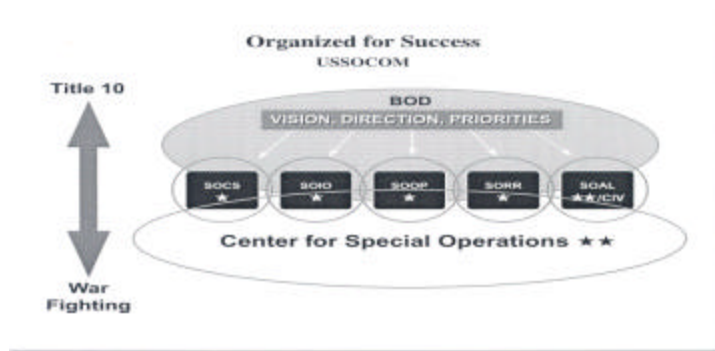 Organized for Success
USSOCOM
Title 10
BOD
VISION, DIRECTION, PRIORITIES
SOCS
★
SOIO
★
SOOP
★
SORR
★
SOAL
★★/CIV
Center for Special Operations ★★
War
Fighting